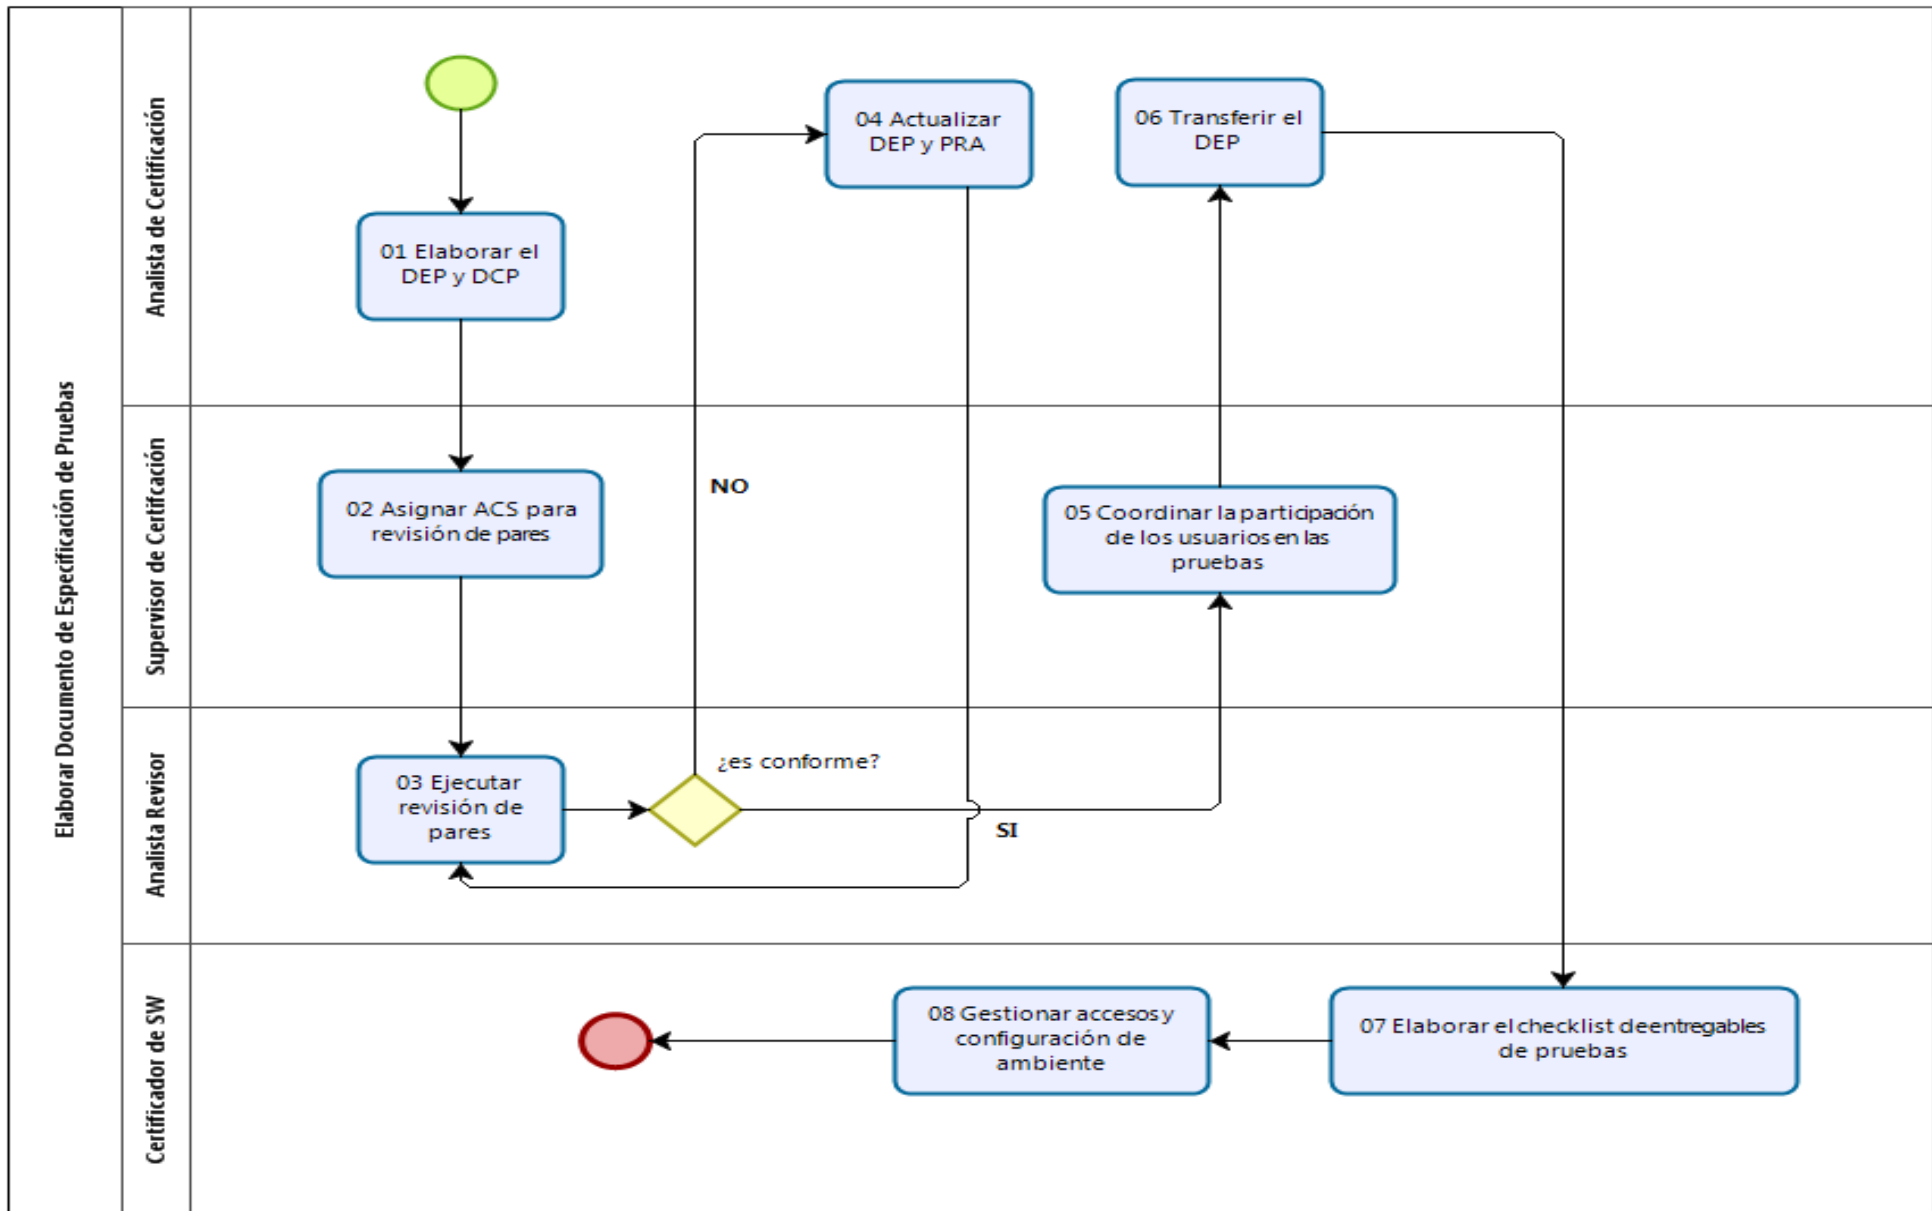 Elaborar Documento de Especificación de Pruebas
Analista de Certificación
04 Actualizar
DEP y PRA
06 Transferir el
DEP
01 Elaborar el
DEP y DCP
Supervisor de Certificación
02 Asignar ACS para
revisión de pares
NO
05 Coordinar la participación
de los usuarios en las
pruebas
Analista Revisor
03 Ejecutar
revisión de
pares
¿es conforme?
SI
Certificador de SW
08 Gestionar accesos y
configuración de
ambiente
07 Elaborar el checklist de entregables
de pruebas